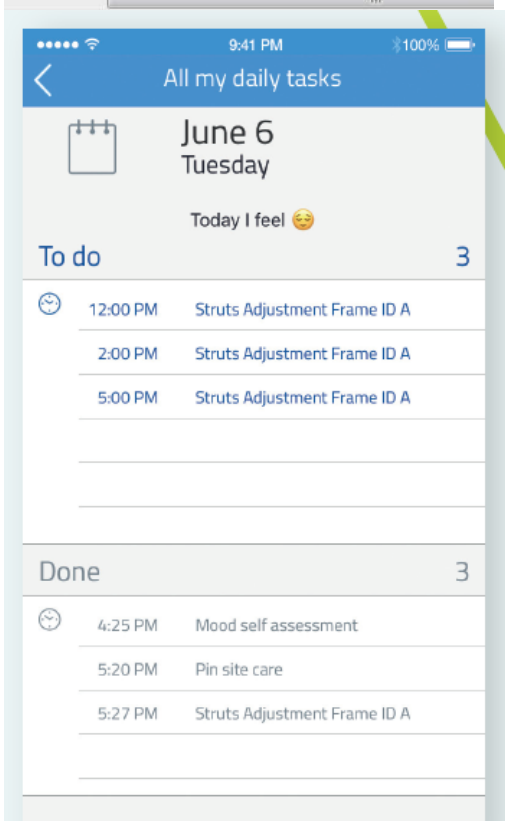 9:41 PM 100%
All my daily tasks
June 6
Tuesday
Today I feel 😌
To do 3
12:00 PM Struts Adjustment Frame ID A
2:00 PM Struts Adjustment Frame ID A
5:00 PM Struts Adjustment Frame ID A
Done 3
4:25 PM Mood self assessment
5:20 PM Pin site care
5:27 PM Struts Adjustment Frame ID A